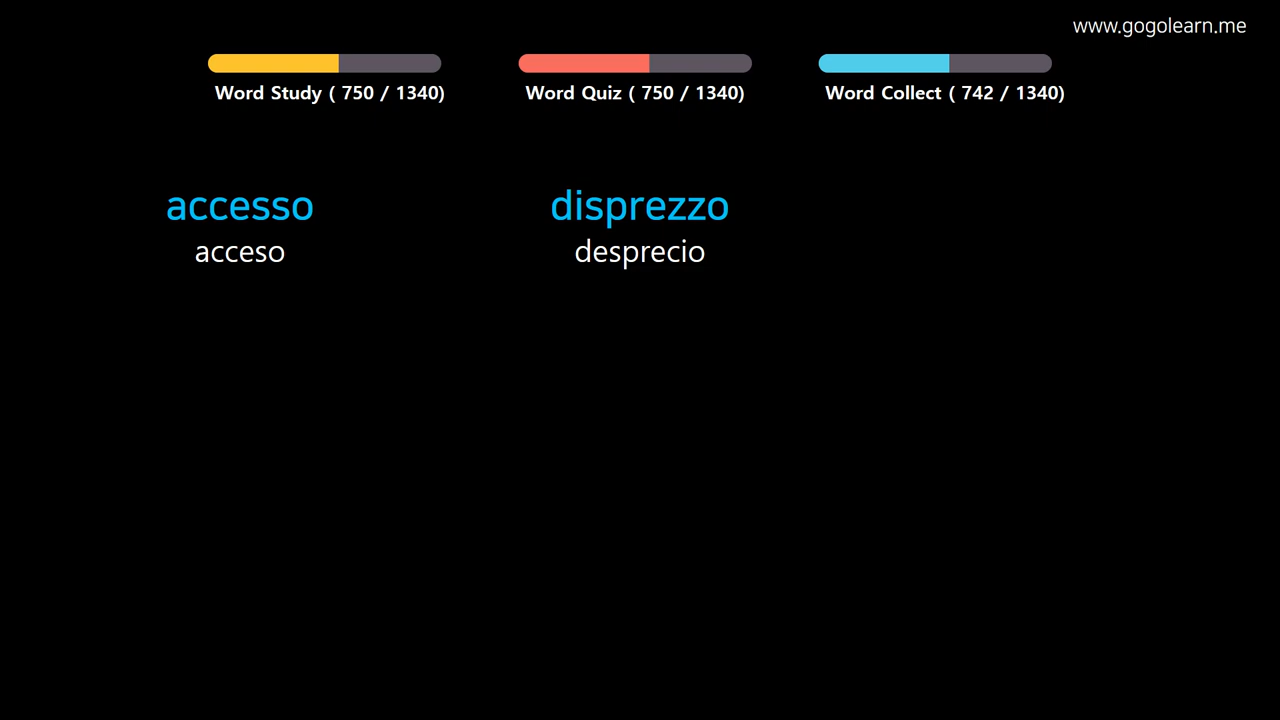 www.gogolearn.me
Word Study ( 750 / 1340)
Word Quiz ( 750 / 1340)
Word Collect ( 742 / 1340)
accesso
acceso
disprezzo
desprecio